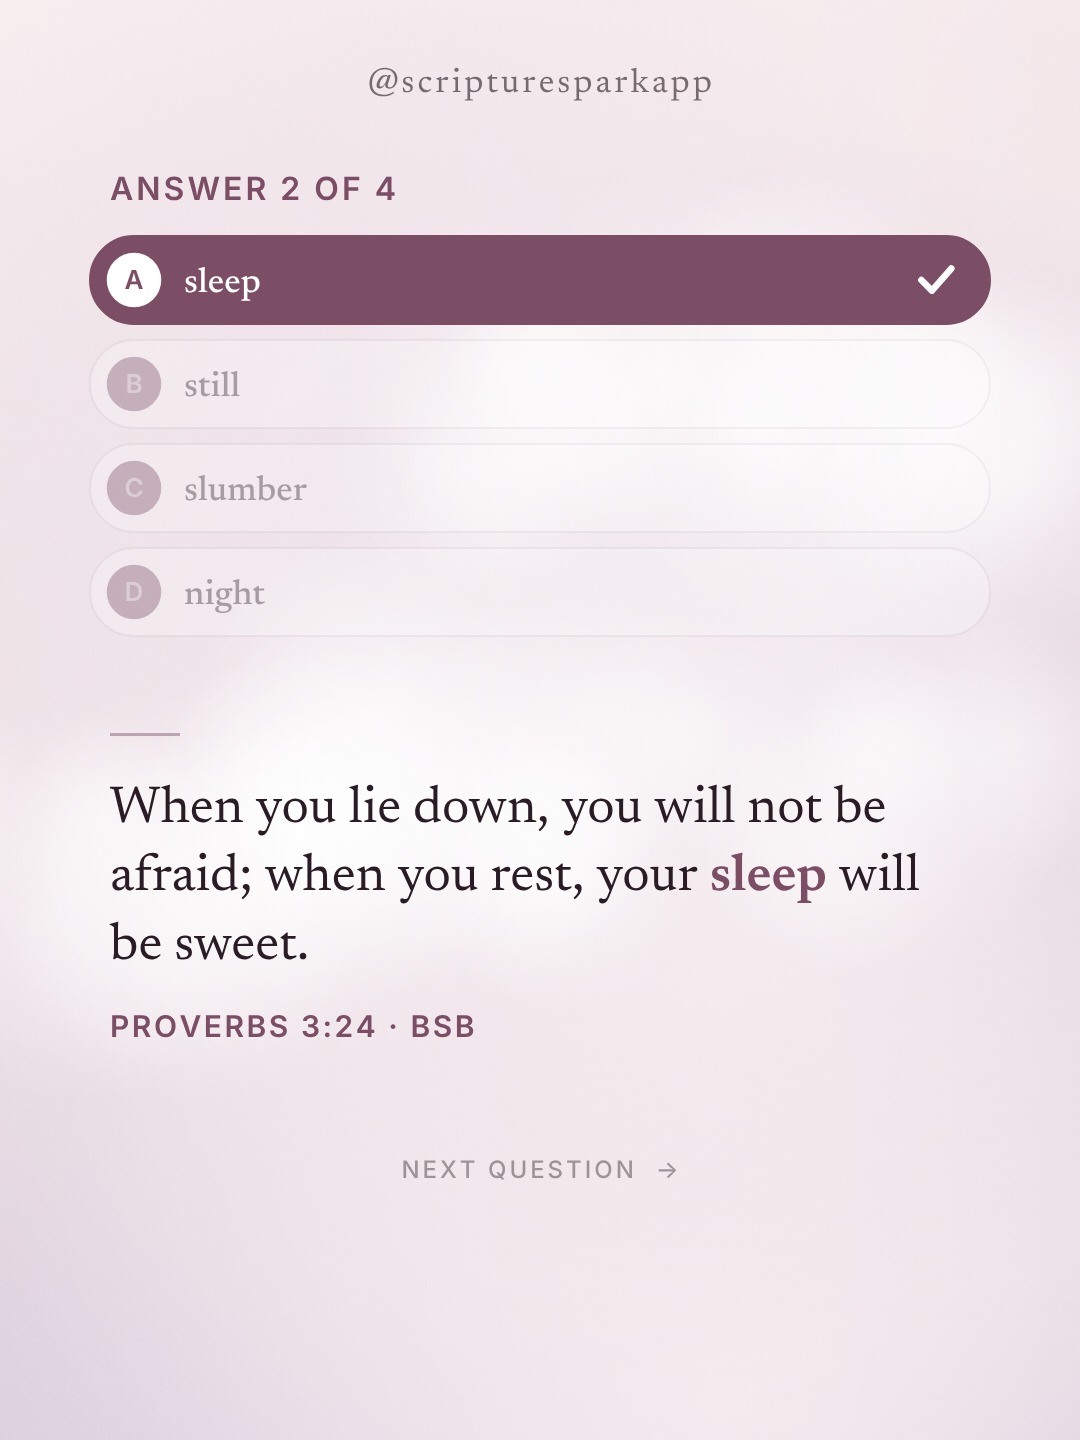 @scripturesparkapp
ANSWER 2 OF 4
A sleep
B still
C slumber
D night
When you lie down, you will not be
afraid; when you rest, your sleep will
be sweet.
PROVERBS 3:24 · BSB
NEXT QUESTION →